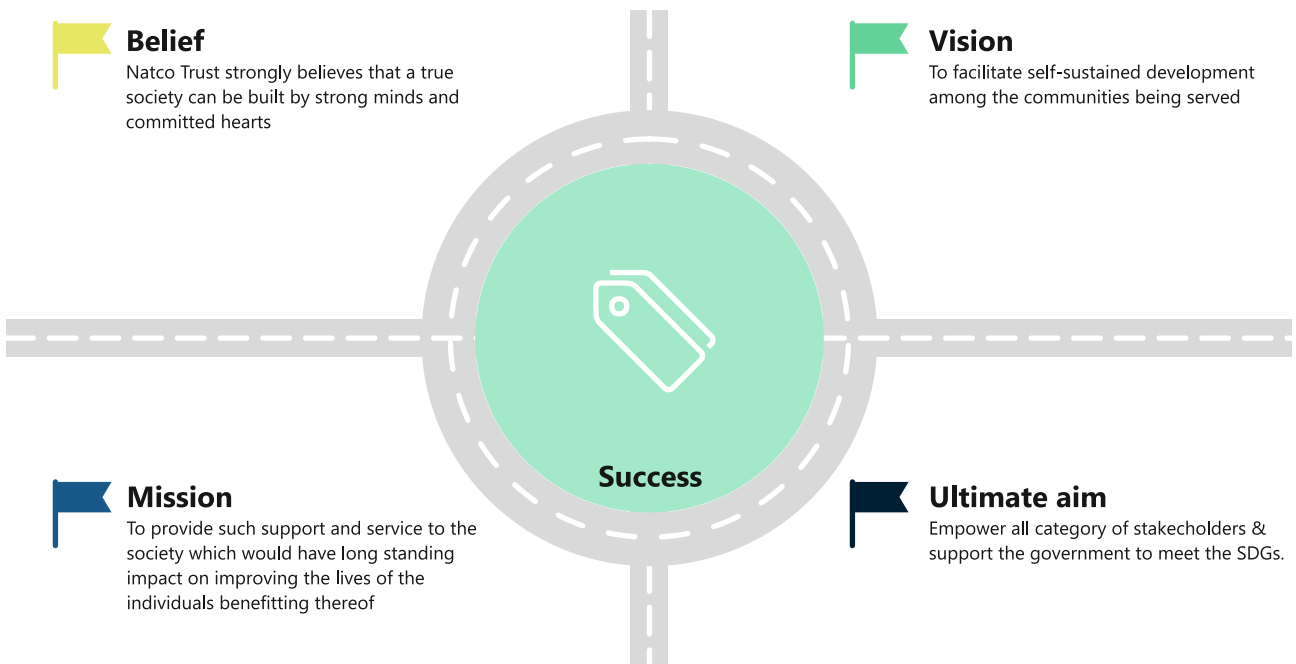 Belief
Natco Trust strongly believes that a true
society can be built by strong minds and
committed hearts
Vision
To facilitate self-sustained development
among the communities being served
Success
Mission
To provide such support and service to the
society which would have long standing
impact on improving the lives of the
individuals benefitting thereof
Ultimate aim
Empower all category of stakecholders &
support the government to meet the SDGs.